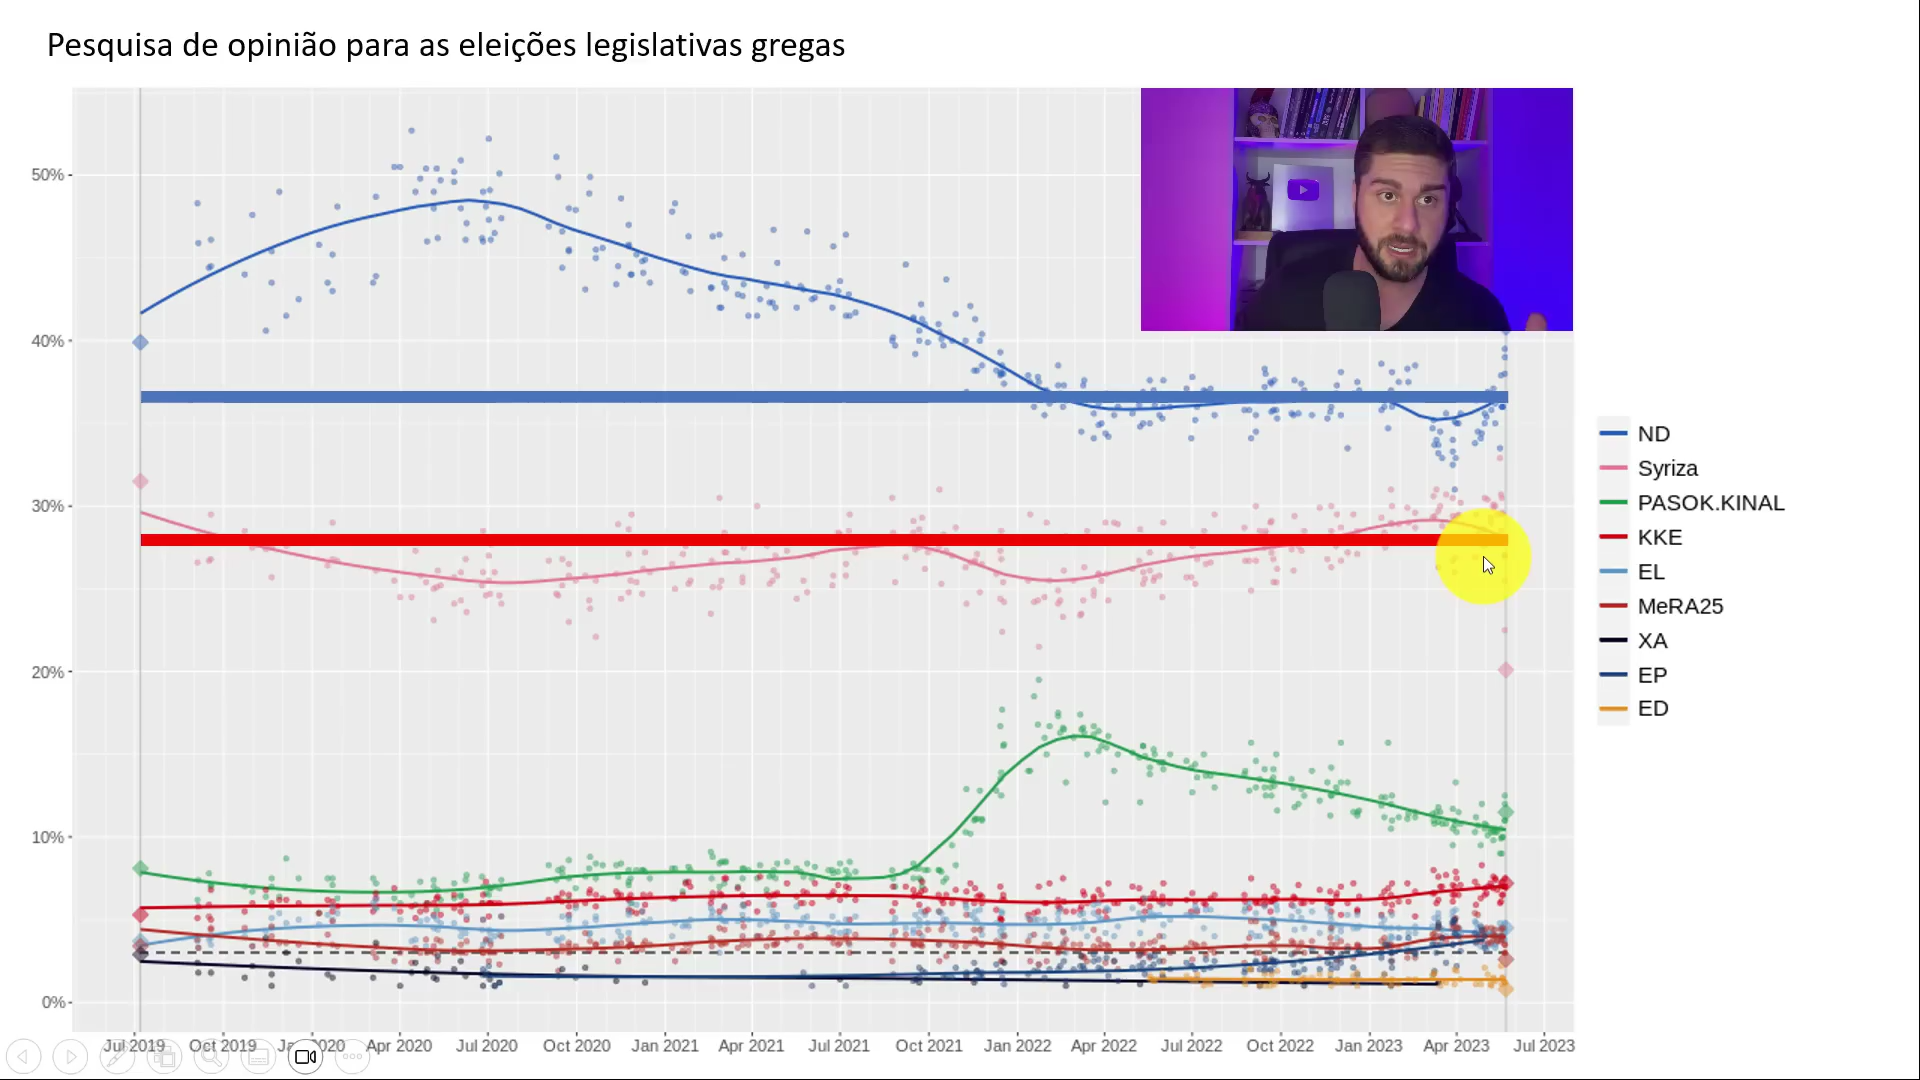 Pesquisa de opinião para as eleições legislativas gregas
50%
40%
30%
20%
10%
0%
Jul 2019 Oct 2019 Jan 2020 Apr 2020 Jul 2020 Oct 2020 Jan 2021 Apr 2021 Jul 2021 Oct 2021 Jan 2022 Apr 2022 Jul 2022 Oct 2022 Jan 2023 Apr 2023 Jul 2023
ND
Syriza
PASOK.KINAL
KKE
EL
MeRA25
XA
EP
ED